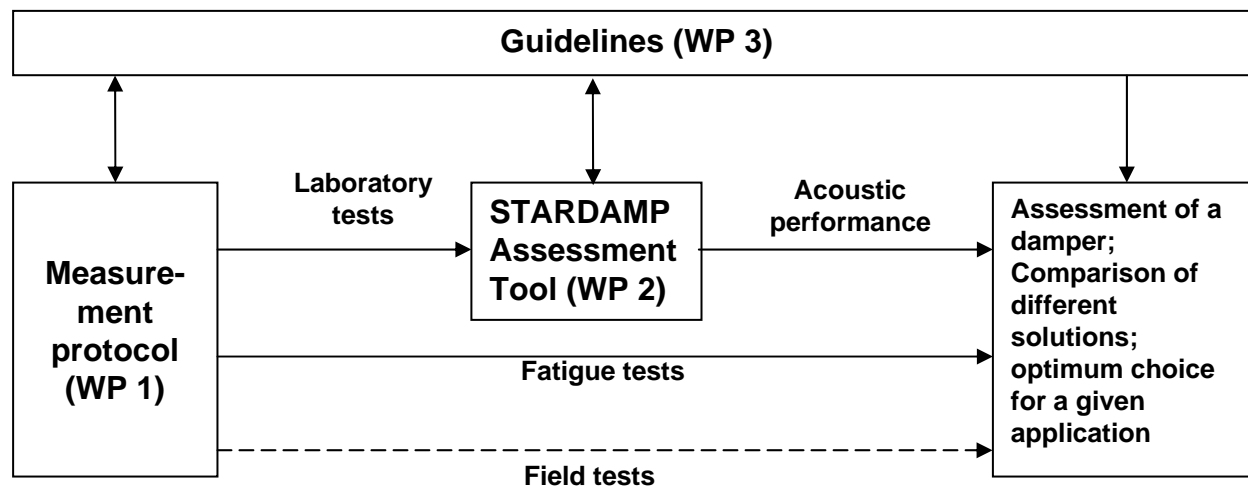 Guidelines (WP 3)
Laboratory
tests
Acoustic
performance
Measure-
ment
protocol
(WP 1)
STARDAMP
Assessment
Tool (WP 2)
Assessment of a
damper;
Comparison of
different
solutions;
optimum choice
for a given
application
Fatigue tests
Field tests